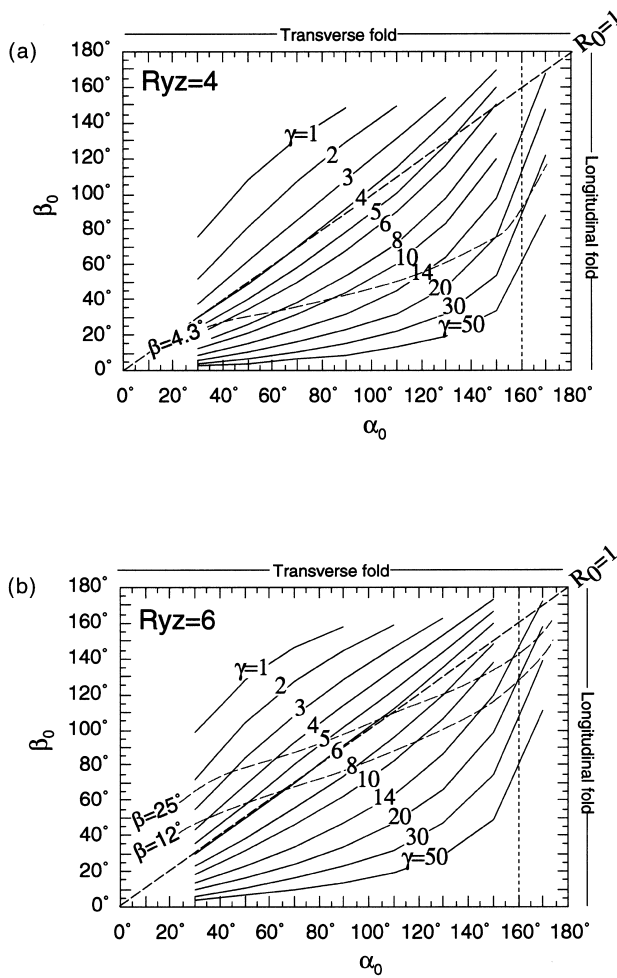 (a)
Transverse fold
R0=1
Ryz=4
180˚
160˚
140˚
120˚
100˚
80˚
60˚
40˚
20˚
0˚
β0
γ=1
2
3
4
5
6
8
10
14
20
30
γ=50
β=4.3˚
Longitudinal fold
0˚ 20˚ 40˚ 60˚ 80˚ 100˚ 120˚ 140˚ 160˚ 180˚
α0
(b)
Transverse fold
R0=1
Ryz=6
180˚
160˚
140˚
120˚
100˚
80˚
60˚
40˚
20˚
0˚
β0
γ=1
2
3
4
5
6
8
10
14
20
30
γ=50
β=25˚
β=12˚
Longitudinal fold
0˚ 20˚ 40˚ 60˚ 80˚ 100˚ 120˚ 140˚ 160˚ 180˚
α0